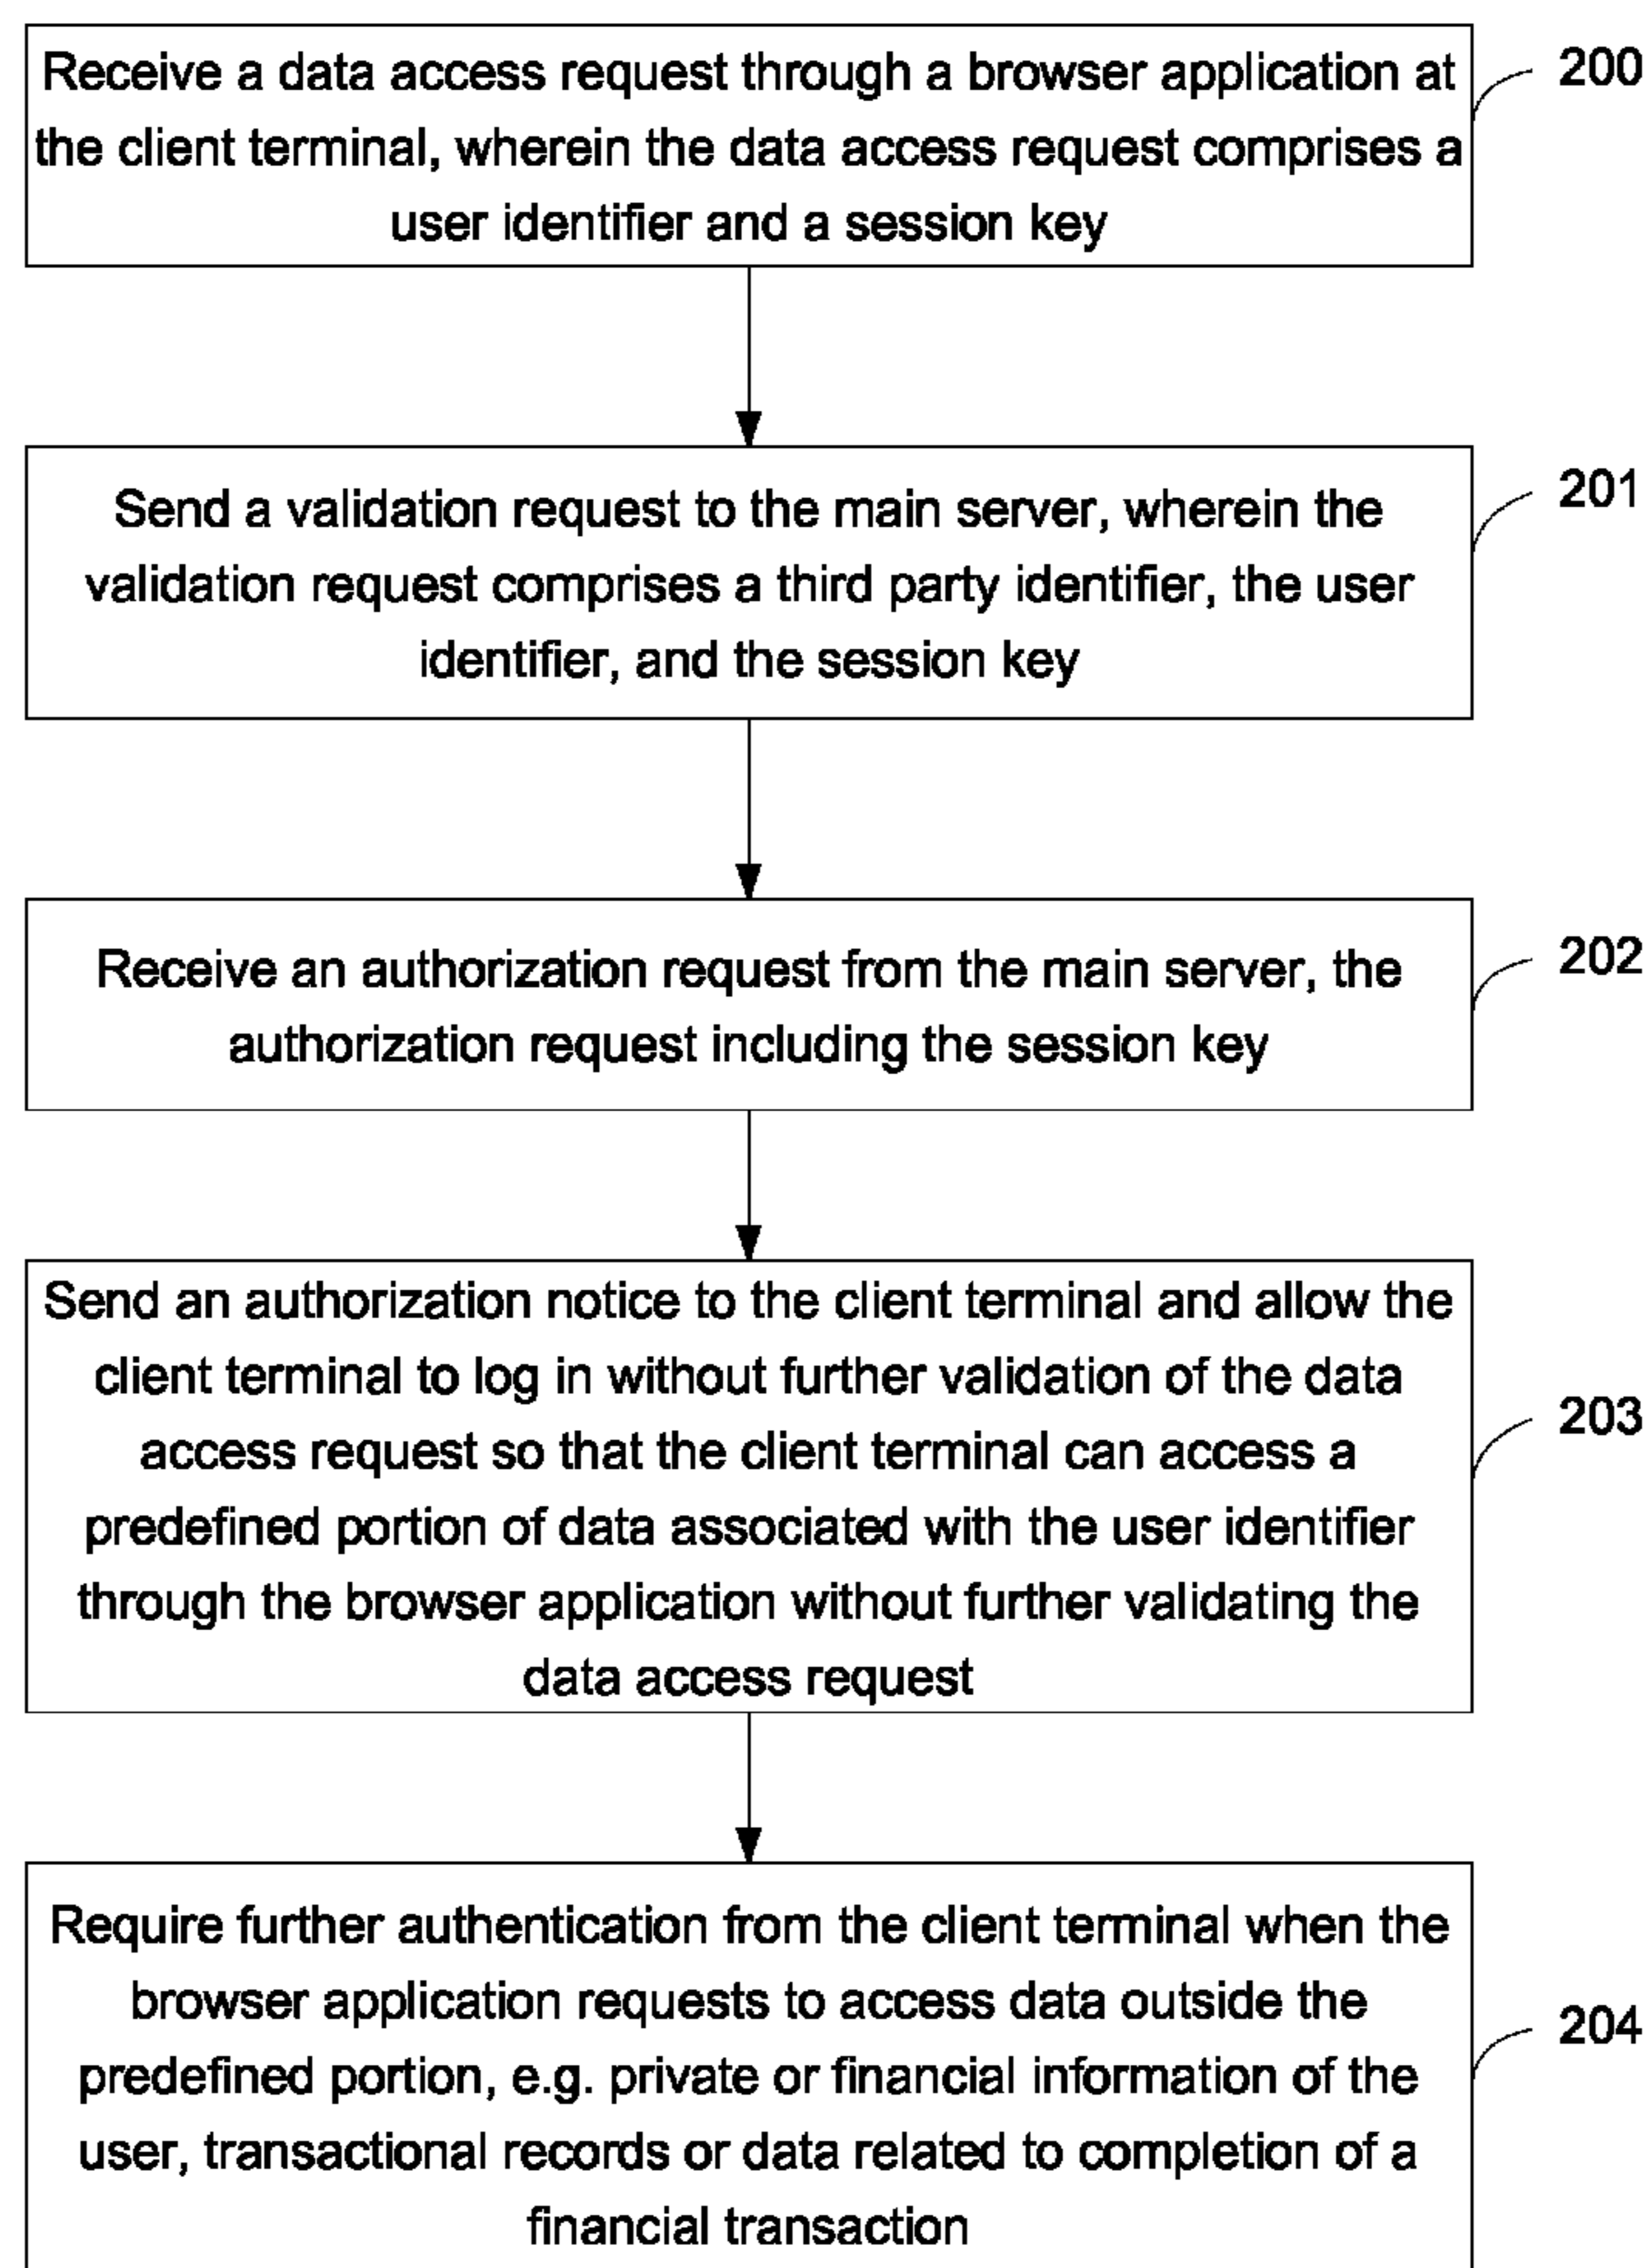 Receive a data access request through a browser application at
the client terminal, wherein the data access request comprises a
user identifier and a session key
200
Send a validation request to the main server, wherein the
validation request comprises a third party identifier, the user
identifier, and the session key
201
Receive an authorization request from the main server, the
authorization request including the session key
202
Send an authorization notice to the client terminal and allow the
client terminal to log in without further validation of the data
access request so that the client terminal can access a
predefined portion of data associated with the user identifier
through the browser application without further validating the
data access request
203
Require further authentication from the client terminal when the
browser application requests to access data outside the
predefined portion, e.g. private or financial information of the
user, transactional records or data related to completion of a
financial transaction
204